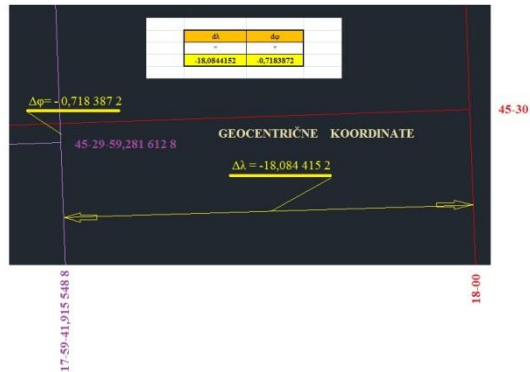 dλ dφ
" "
-18,0844152 -0,7183872
Δφ= - 0,718 387 2
45-30
GEOCENTRIČNE KOORDINATE
45-29-59,281 612 8
Δλ = -18,084 415 2
17-59-41,915 548 8
18-00